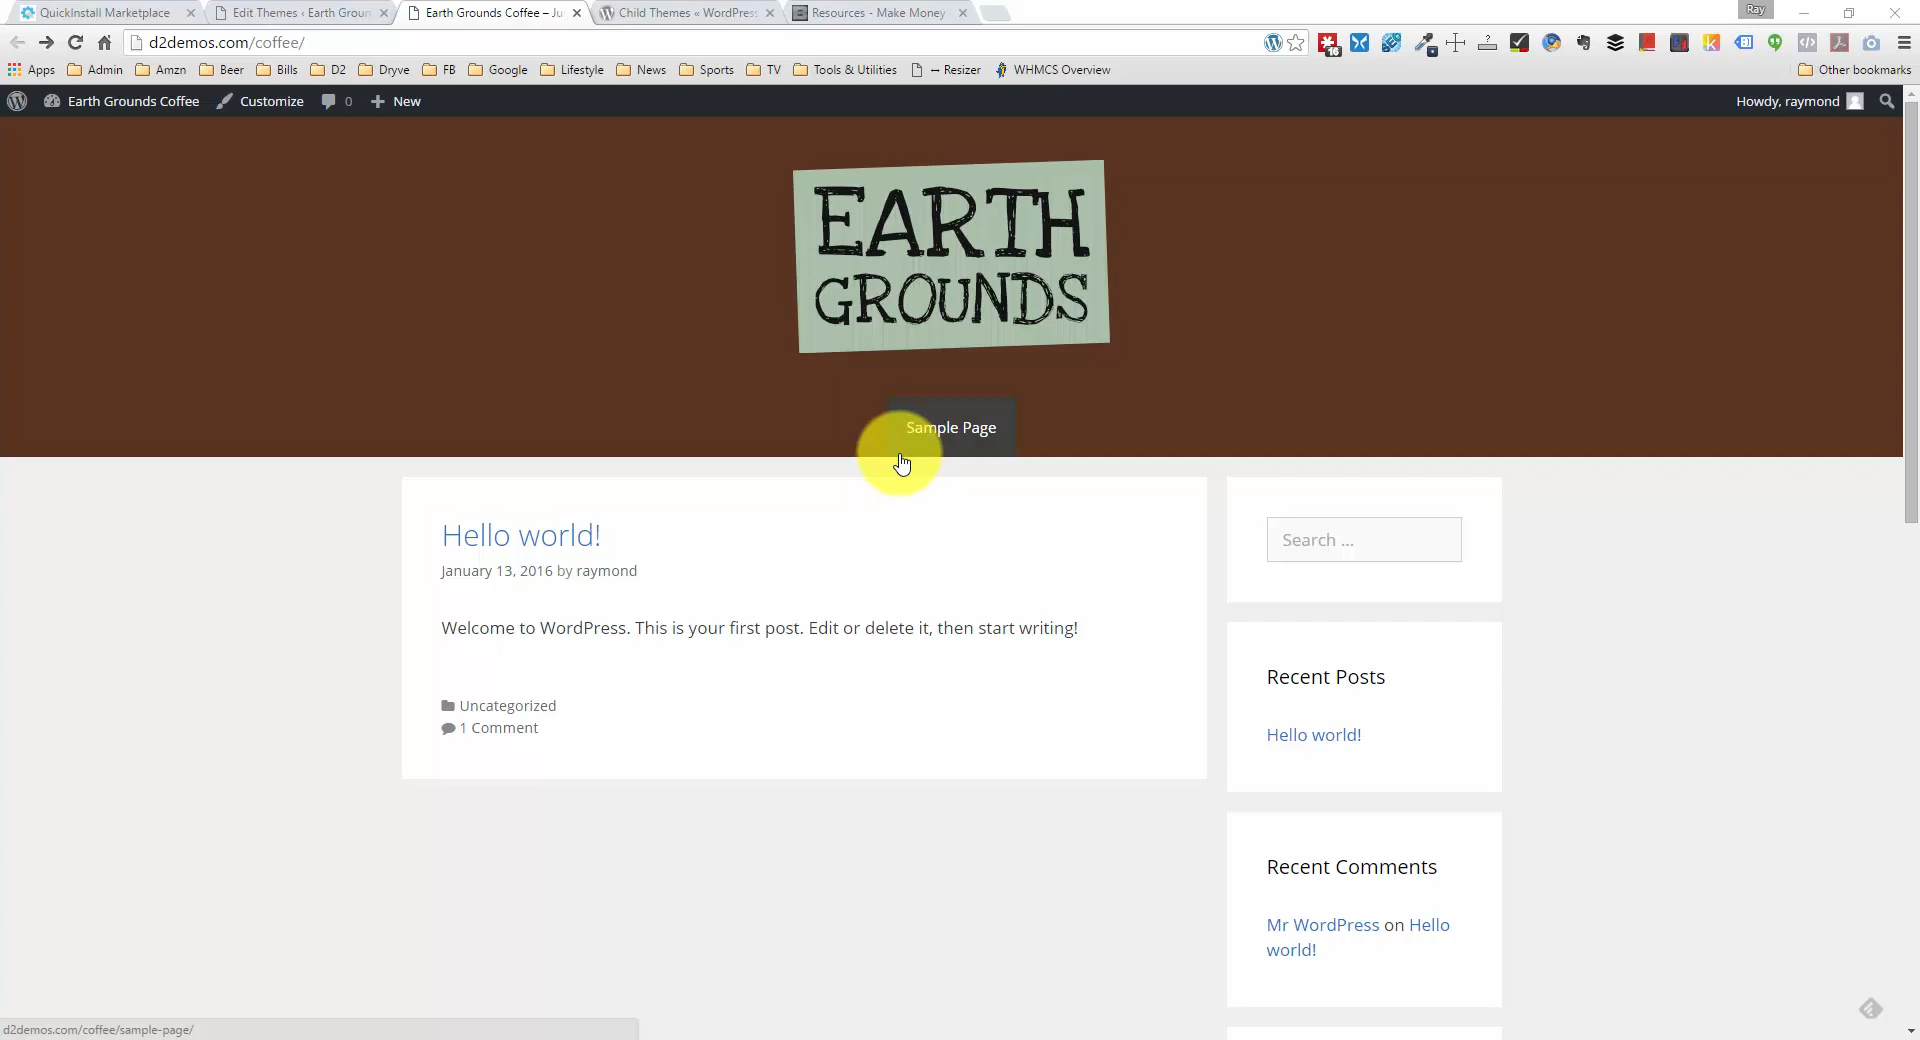 QuickInstall Marketplace
Edit Themes ‹ Earth Groun
Earth Grounds Coffee – Ju
Child Themes « WordPress
Resources - Make Money
Ray
d2demos.com/coffee/
16
Apps
Admin
Amzn
Beer
Bills
D2
Dryve
FB
Google
Lifestyle
News
Sports
TV
Tools & Utilities
↔ Resizer
WHMCS Overview
Other bookmarks
Earth Grounds Coffee
Customize
0
New
Howdy, raymond
EARTH
GROUNDS
Sample Page
Hello world!
January 13, 2016 by raymond
Welcome to WordPress. This is your first post. Edit or delete it, then start writing!
Uncategorized
1 Comment
Search ...
Recent Posts
Hello world!
Recent Comments
Mr WordPress on Hello
world!
d2demos.com/coffee/sample-page/